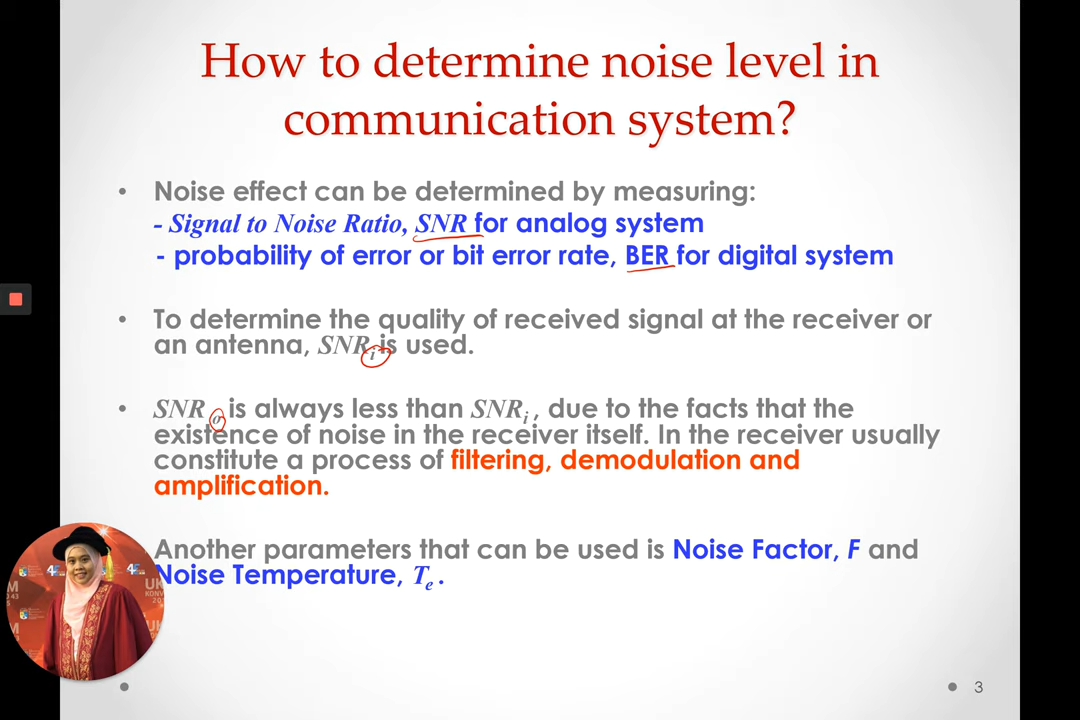 How to determine noise level in
communication system?
• Noise effect can be determined by measuring:
- Signal to Noise Ratio, SNR for analog system
- probability of error or bit error rate, BER for digital system
• To determine the quality of received signal at the receiver or
an antenna, SNRi is used.
• SNRo is always less than SNRi , due to the facts that the
existence of noise in the receiver itself. In the receiver usually
constitute a process of filtering, demodulation and
amplification.
Another parameters that can be used is Noise Factor, F and
Noise Temperature, Te .
3